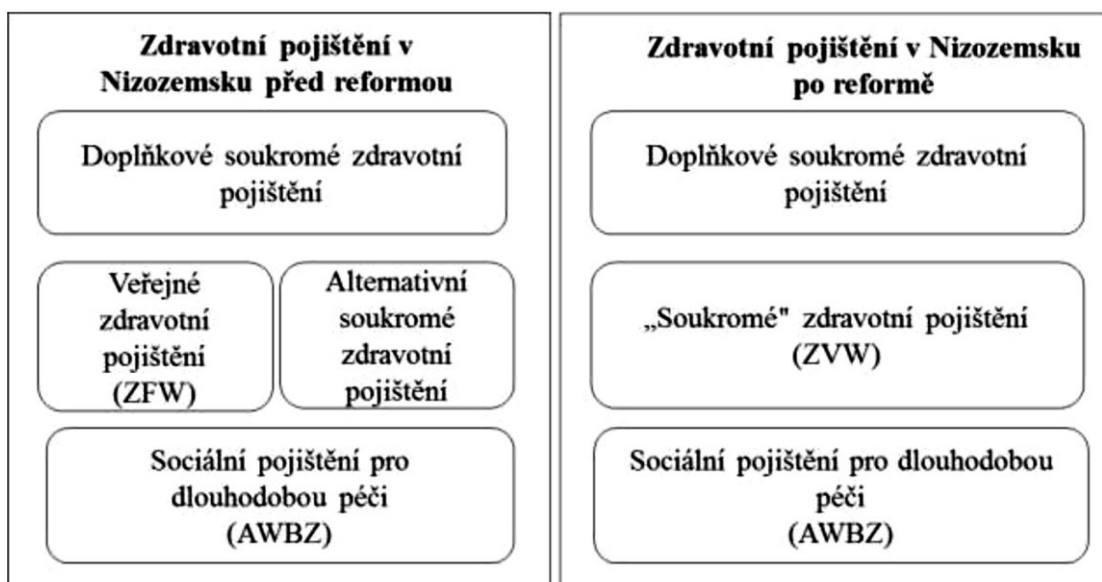 Zdravotní pojištění v
Nizozemsku před reformou
Doplňkové soukromé zdravotní
pojištění
Veřejné
zdravotní
pojištění
(ZFW)
Alternativní
soukromé
zdravotní
pojištění
Sociální pojištění pro
dlouhodobou péči
(AWBZ)
Zdravotní pojištění v Nizozemsku
po reformě
Doplňkové soukromé zdravotní
pojištění
„Soukromé" zdravotní pojištění
(ZVW)
Sociální pojištění pro dlouhodobou
péči
(AWBZ)